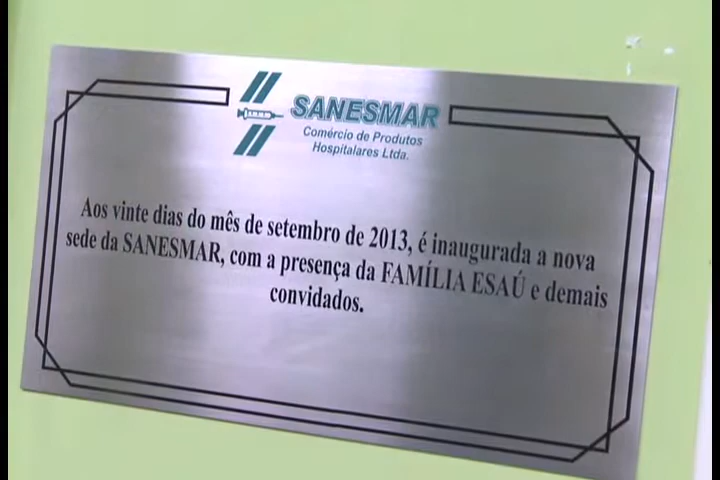 SANESMAR
Comércio de Produtos
Hospitalares Ltda.
Aos vinte dias do mês de setembro de 2013, é inaugurada a nova
sede da SANESMAR, com a presença da FAMÍLIA ESAÚ e demais
convidados.